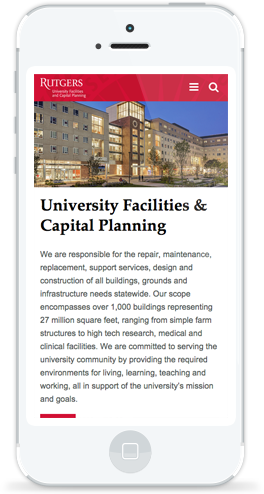 RUTGERS
University Facilities
and Capital Planning
University Facilities &
Capital Planning
We are responsible for the repair, maintenance,
replacement, support services, design and
construction of all buildings, grounds and
infrastructure needs statewide. Our scope
encompasses over 1,000 buildings representing
27 million square feet, ranging from simple farm
structures to high tech research, medical and
clinical facilities. We are committed to serving the
university community by providing the required
environments for living, learning, teaching and
working, all in support of the university's mission
and goals.